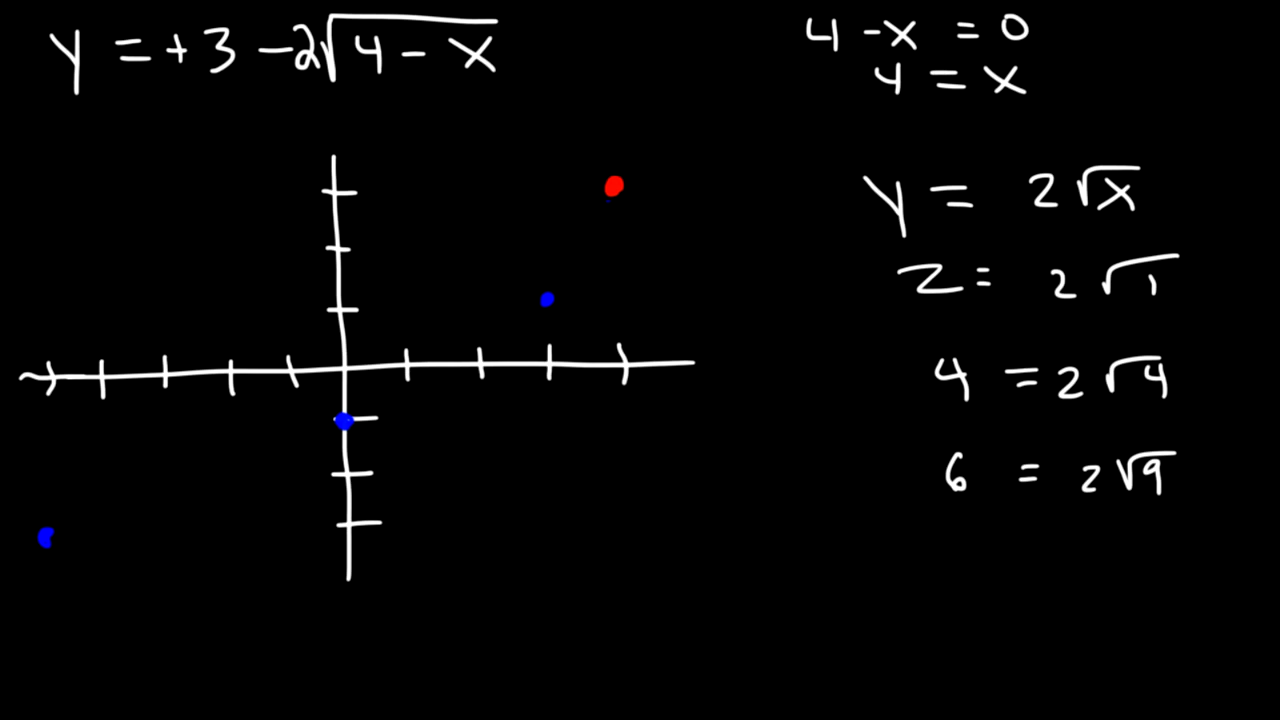 y = +3 -2√4 - x
4 - x = 0
4 = x
y = 2√x
2 = 2√1
4 = 2√4
6 = 2√9